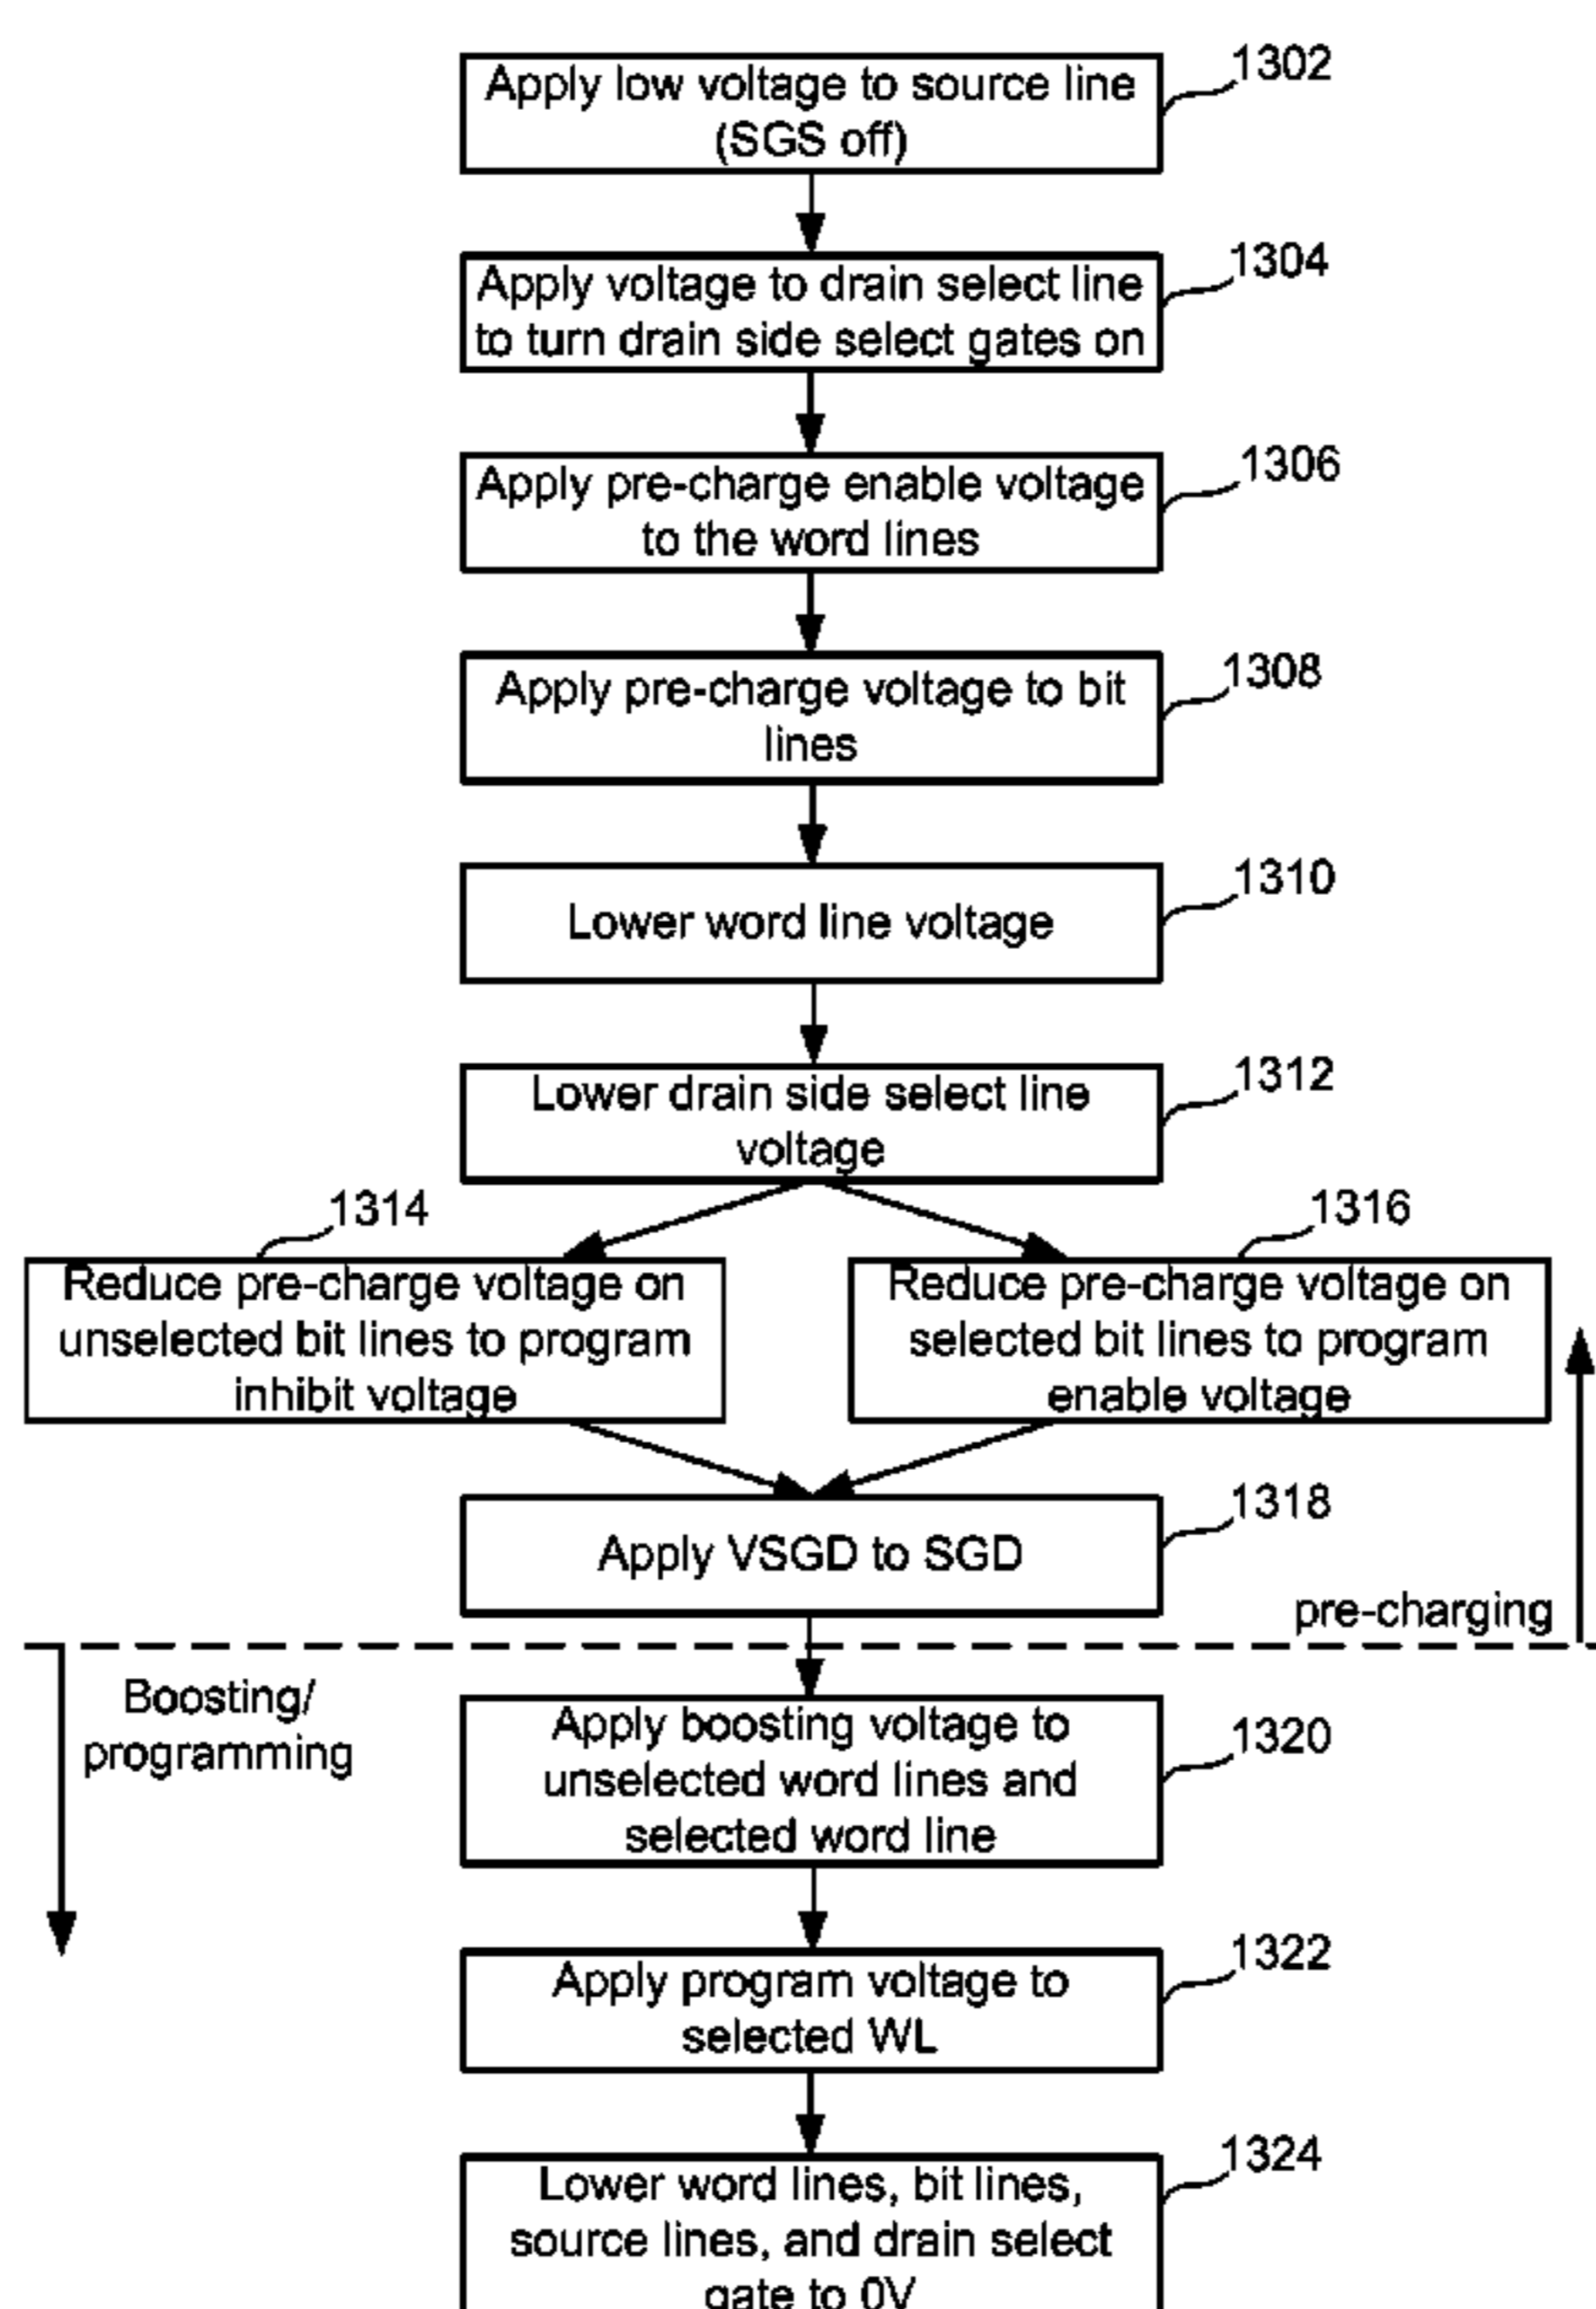 1302
Apply low voltage to source line
(SGS off)
1304
Apply voltage to drain select line
to turn drain side select gates on
1306
Apply pre-charge enable voltage
to the word lines
1308
Apply pre-charge voltage to bit
lines
1310
Lower word line voltage
1312
Lower drain side select line
voltage
1314
Reduce pre-charge voltage on
unselected bit lines to program
inhibit voltage
1316
Reduce pre-charge voltage on
selected bit lines to program
enable voltage
1318
Apply VSGD to SGD
pre-charging
Boosting/
programming
1320
Apply boosting voltage to
unselected word lines and
selected word line
1322
Apply program voltage to
selected WL
1324
Lower word lines, bit lines,
source lines, and drain select
gate to 0V